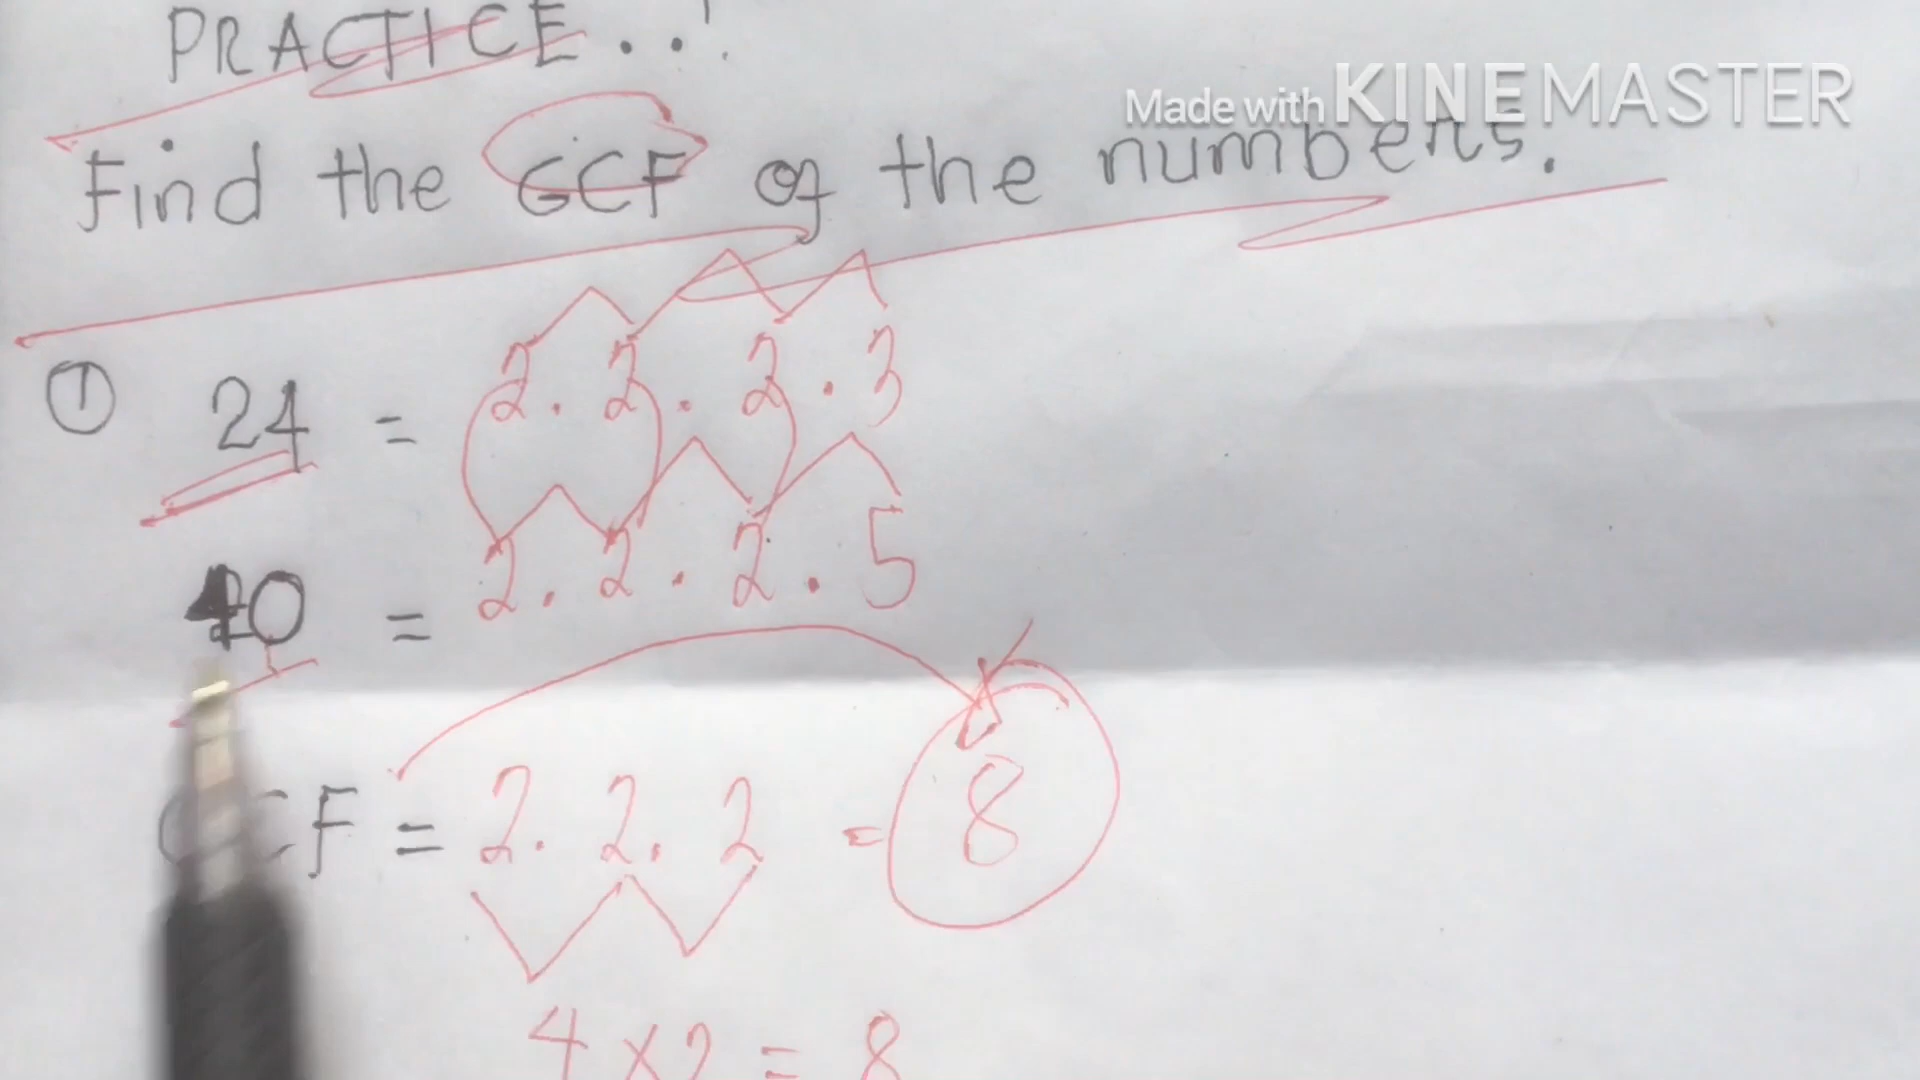 PRACTICE...!
Made with KINEMASTER
Find the GCF of the numbers.
① 24 = 2.2.2.3
40 = 2.2.2.5
GCF = 2.2.2 = 8
4 x 2 = 8